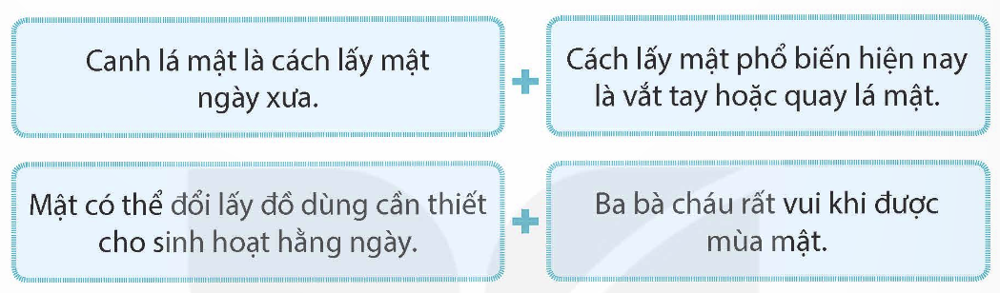 Canh lá mật là cách lấy mật
ngày xưa.
+
Cách lấy mật phổ biến hiện nay
là vắt tay hoặc quay lá mật.
Mật có thể đổi lấy đồ dùng cần thiết
cho sinh hoạt hằng ngày.
+
Ba bà cháu rất vui khi được
mùa mật.